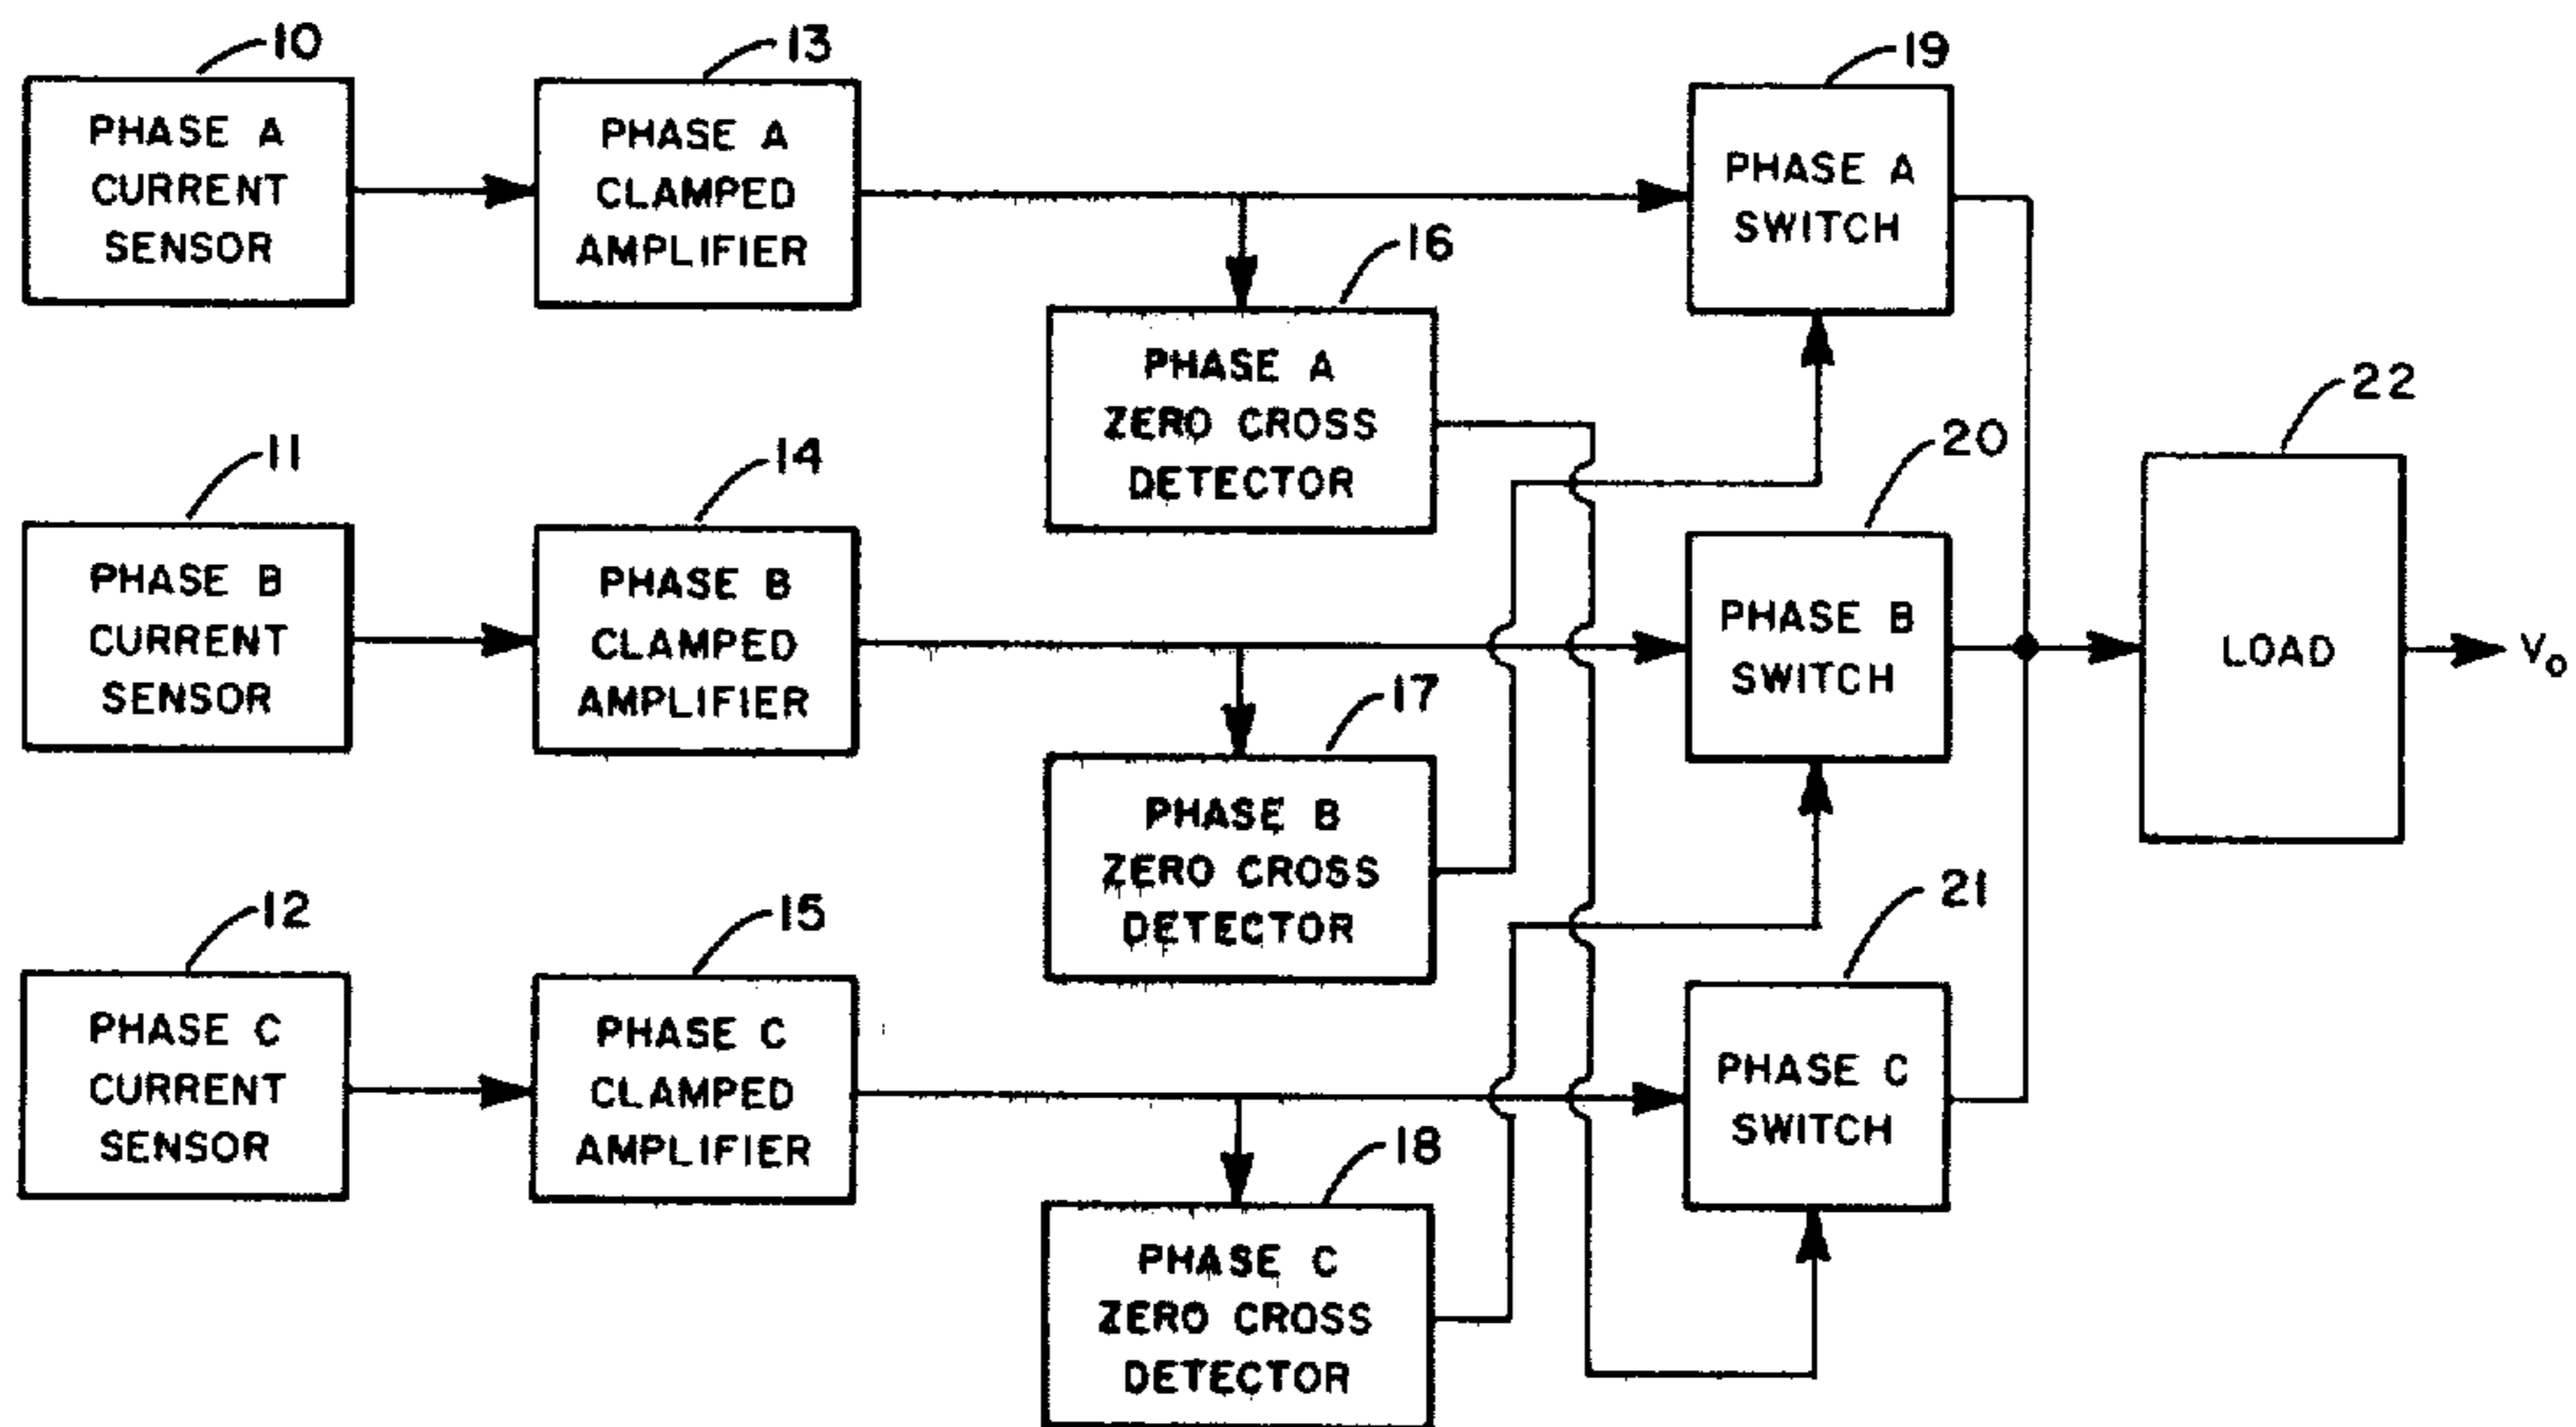 10
PHASE A
CURRENT
SENSOR
13
PHASE A
CLAMPED
AMPLIFIER
16
PHASE A
ZERO CROSS
DETECTOR
19
PHASE A
SWITCH
11
PHASE B
CURRENT
SENSOR
14
PHASE B
CLAMPED
AMPLIFIER
17
PHASE B
ZERO CROSS
DETECTOR
20
PHASE B
SWITCH
22
LOAD
Vo
12
PHASE C
CURRENT
SENSOR
15
PHASE C
CLAMPED
AMPLIFIER
18
PHASE C
ZERO CROSS
DETECTOR
21
PHASE C
SWITCH